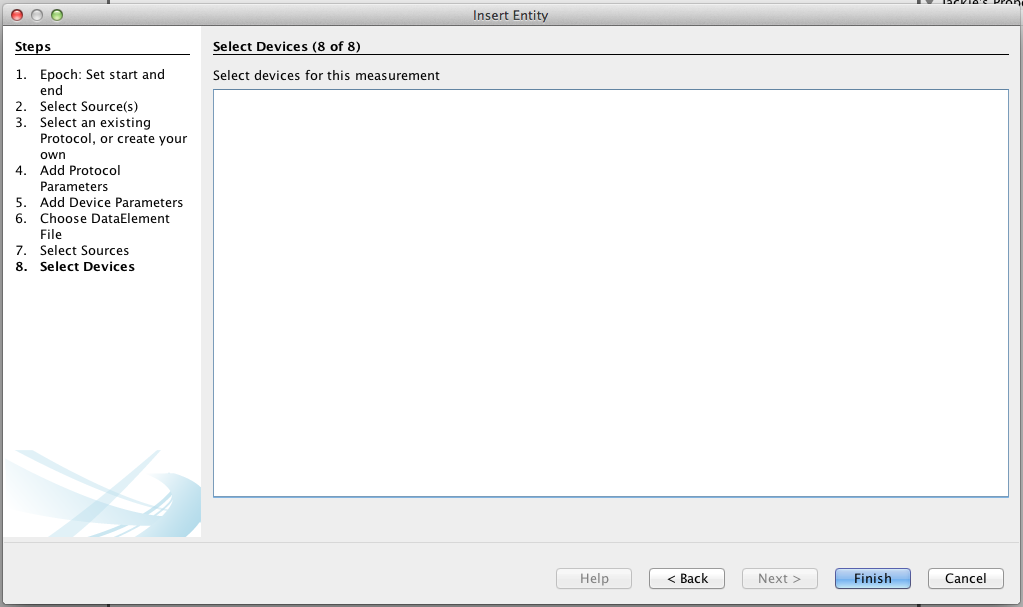 Jackie's Prop
Insert Entity
Steps
1. Epoch: Set start and
end
2. Select Source(s)
3. Select an existing
Protocol, or create your
own
4. Add Protocol
Parameters
5. Add Device Parameters
6. Choose DataElement
File
7. Select Sources
8. Select Devices
Select Devices (8 of 8)
Select devices for this measurement
Help
< Back
Next >
Finish
Cancel